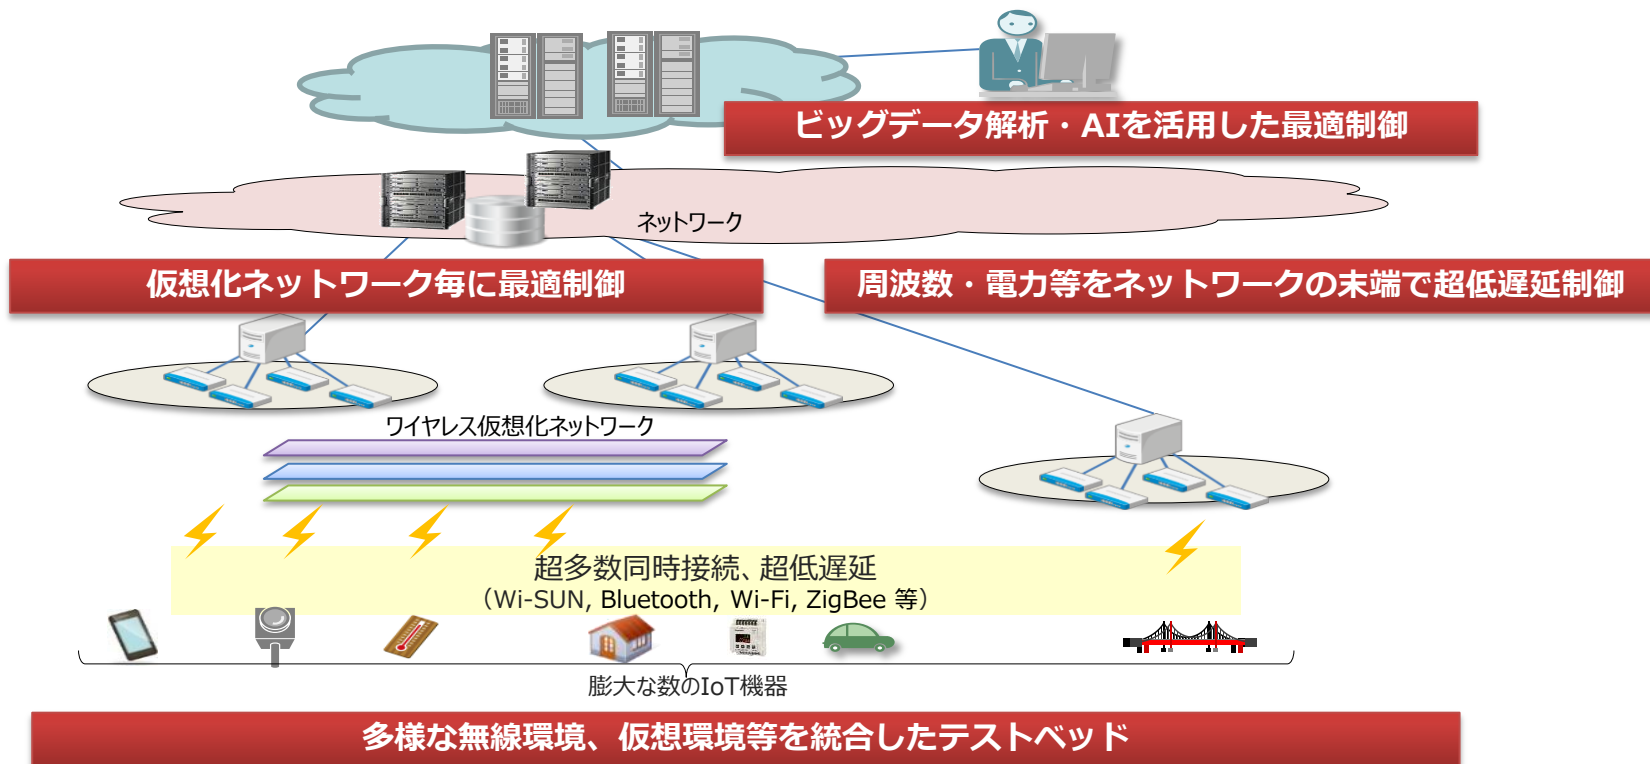 ビッグデータ解析・AIを活用した最適制御
ネットワーク
仮想化ネットワーク毎に最適制御
周波数・電力等をネットワークの末端で超低遅延制御
ワイヤレス仮想化ネットワーク
超多数同時接続、超低遅延
（Wi-SUN, Bluetooth, Wi-Fi, ZigBee 等）
膨大な数のIoT機器
多様な無線環境、仮想環境等を統合したテストベッド